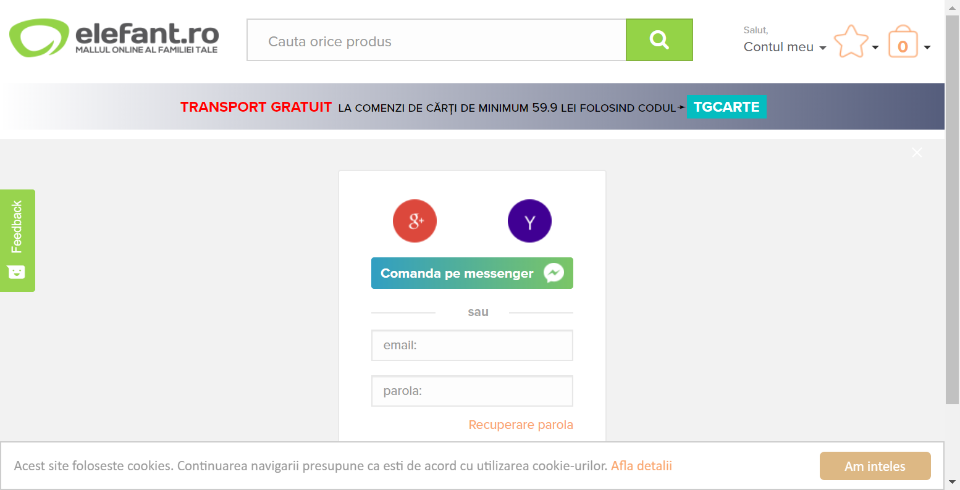 elefant.ro
MALLUL ONLINE AL FAMILIEI TALE
Cauta orice produs
Salut,
Contul meu
0
TRANSPORT GRATUIT LA COMENZI DE CĂRȚI DE MINIMUM 59.9 LEI FOLOSIND CODUL TGCARTE
Feedback
g+
Y
Comanda pe messenger
sau
email:
parola:
Recuperare parola
Acest site foloseste cookies. Continuarea navigarii presupune ca esti de acord cu utilizarea cookie-urilor. Afla detalii
Am inteles